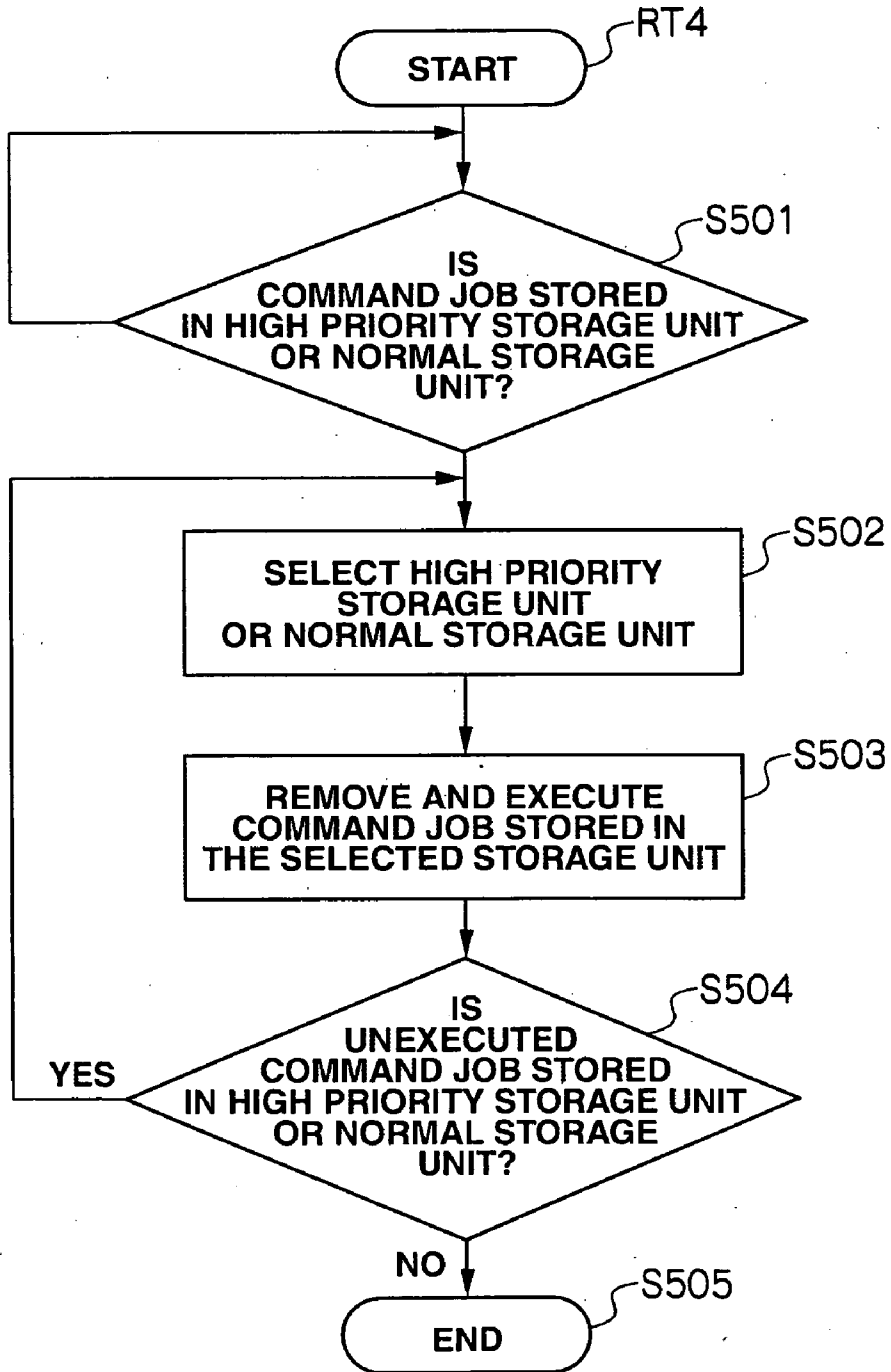 RT4
START
S501
IS
COMMAND JOB STORED
IN HIGH PRIORITY STORAGE UNIT
OR NORMAL STORAGE
UNIT?
S502
SELECT HIGH PRIORITY
STORAGE UNIT
OR NORMAL STORAGE UNIT
S503
REMOVE AND EXECUTE
COMMAND JOB STORED IN
THE SELECTED STORAGE UNIT
S504
IS
UNEXECUTED
COMMAND JOB STORED
IN HIGH PRIORITY STORAGE UNIT
OR NORMAL STORAGE
UNIT?
YES
NO
S505
END